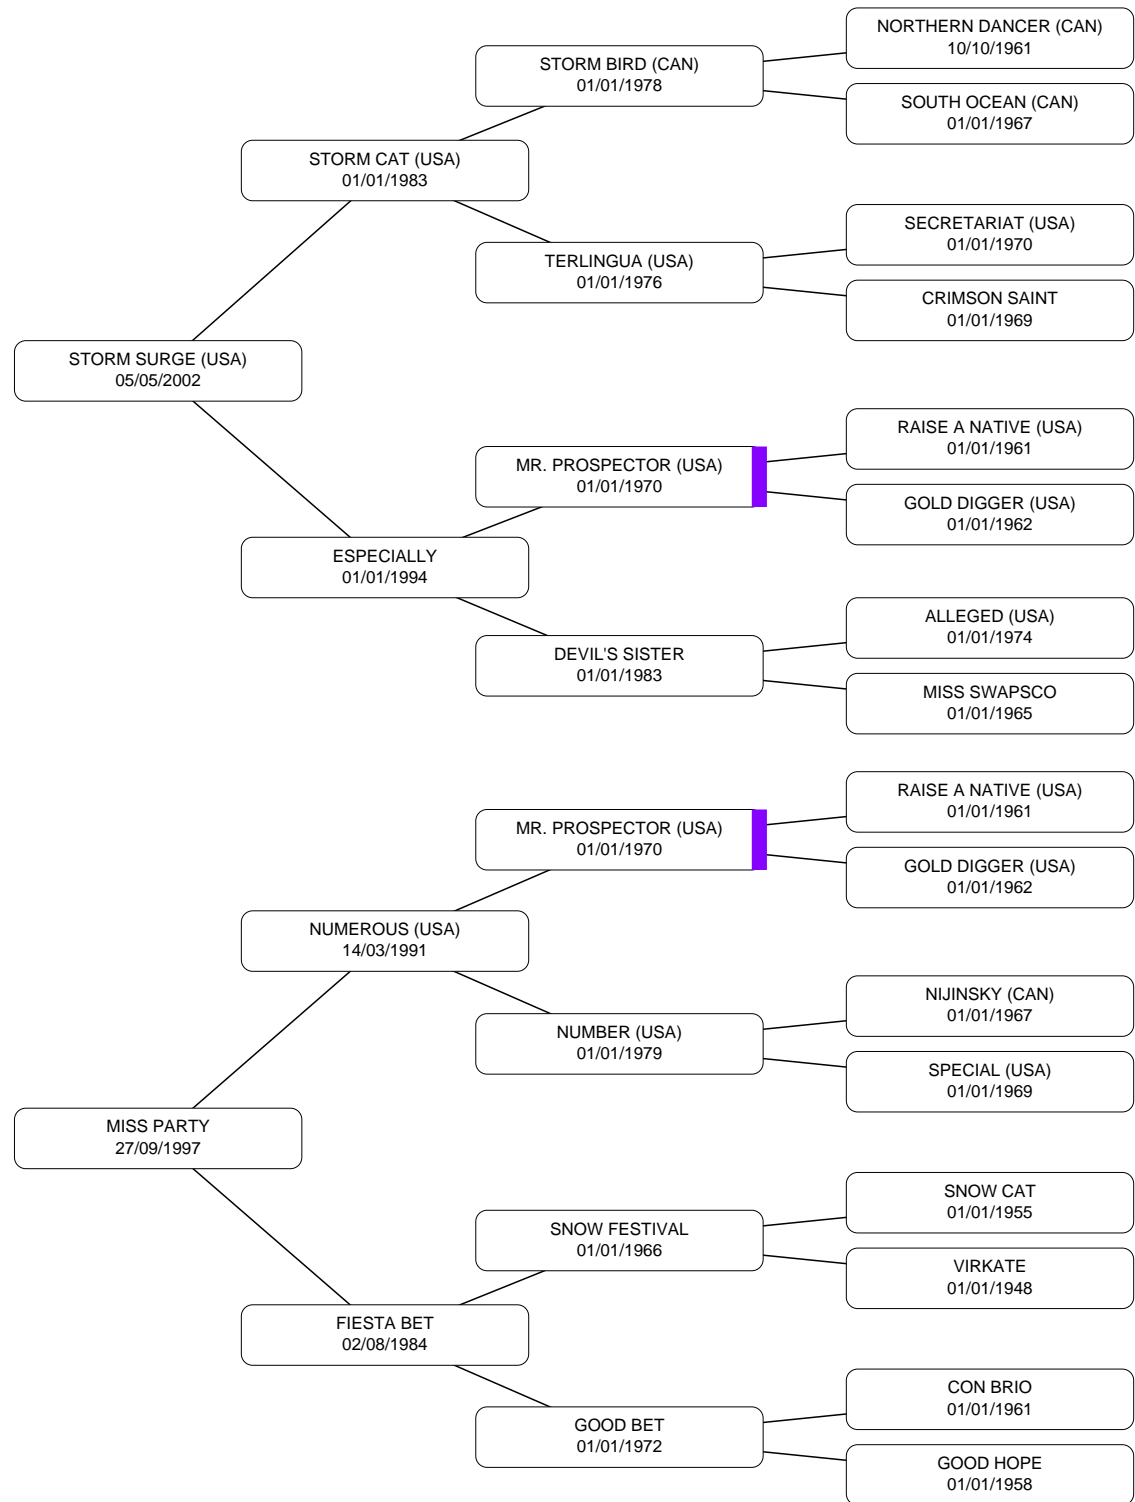 NORTHERN DANCER (CAN)
10/10/1961
STORM BIRD (CAN)
01/01/1978
SOUTH OCEAN (CAN)
01/01/1967
STORM CAT (USA)
01/01/1983
SECRETARIAT (USA)
01/01/1970
TERLINGUA (USA)
01/01/1976
CRIMSON SAINT
01/01/1969
STORM SURGE (USA)
05/05/2002
RAISE A NATIVE (USA)
01/01/1961
MR. PROSPECTOR (USA)
01/01/1970
GOLD DIGGER (USA)
01/01/1962
ESPECIALLY
01/01/1994
ALLEGED (USA)
01/01/1974
DEVIL'S SISTER
01/01/1983
MISS SWAPSCO
01/01/1965
RAISE A NATIVE (USA)
01/01/1961
MR. PROSPECTOR (USA)
01/01/1970
GOLD DIGGER (USA)
01/01/1962
NUMEROUS (USA)
14/03/1991
NIJINSKY (CAN)
01/01/1967
NUMBER (USA)
01/01/1979
SPECIAL (USA)
01/01/1969
MISS PARTY
27/09/1997
SNOW CAT
01/01/1955
SNOW FESTIVAL
01/01/1966
VIRKATE
01/01/1948
FIESTA BET
02/08/1984
CON BRIO
01/01/1961
GOOD BET
01/01/1972
GOOD HOPE
01/01/1958